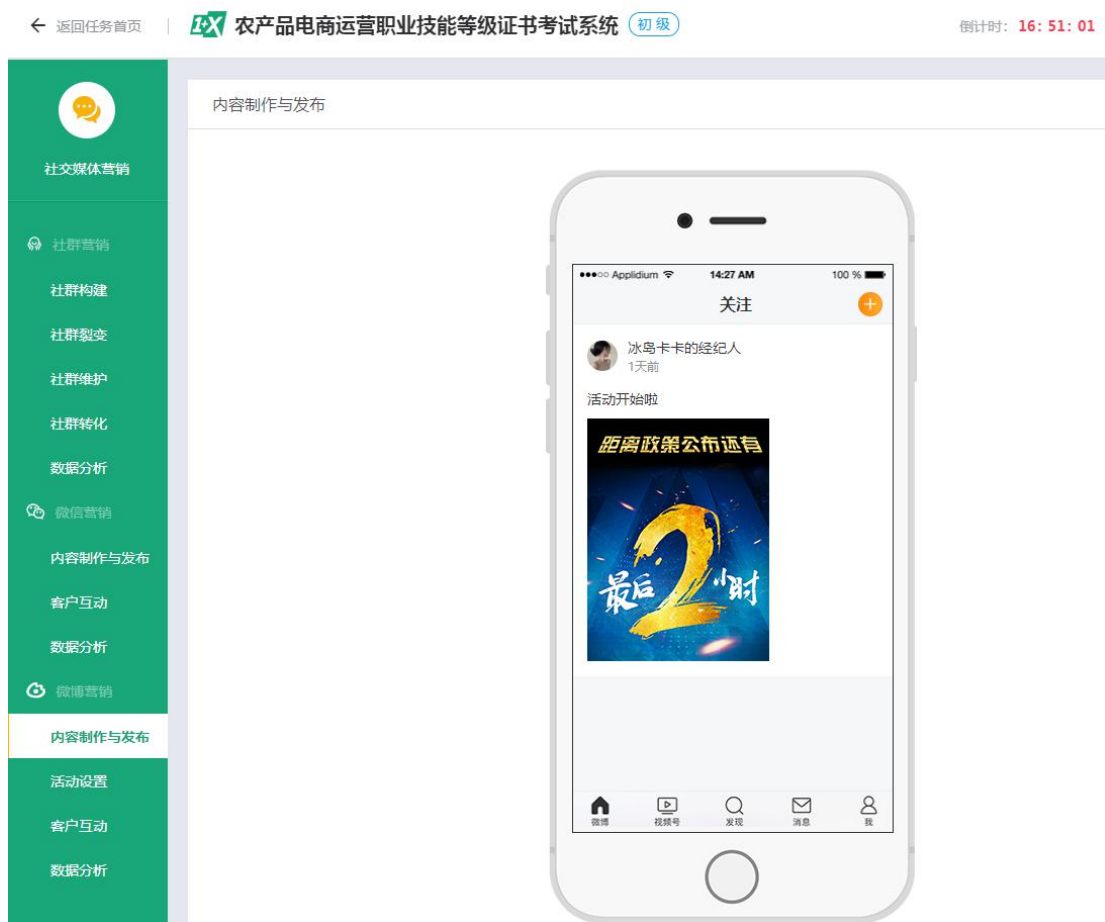 返回任务首页
1+X 农产品电商运营职业技能等级证书考试系统 初级
倒计时: 16:51:01
社交媒体营销
社群营销
社群构建
社群裂变
社群维护
社群转化
数据分析
微信营销
内容制作与发布
客户互动
数据分析
微博营销
内容制作与发布
活动设置
客户互动
数据分析
内容制作与发布
Applidium 14:27 AM 100 %
关注
冰岛卡卡的经纪人
1天前
活动开始啦
距离政策公布还有
最后2小时
微博 视频号 发现 消息 我